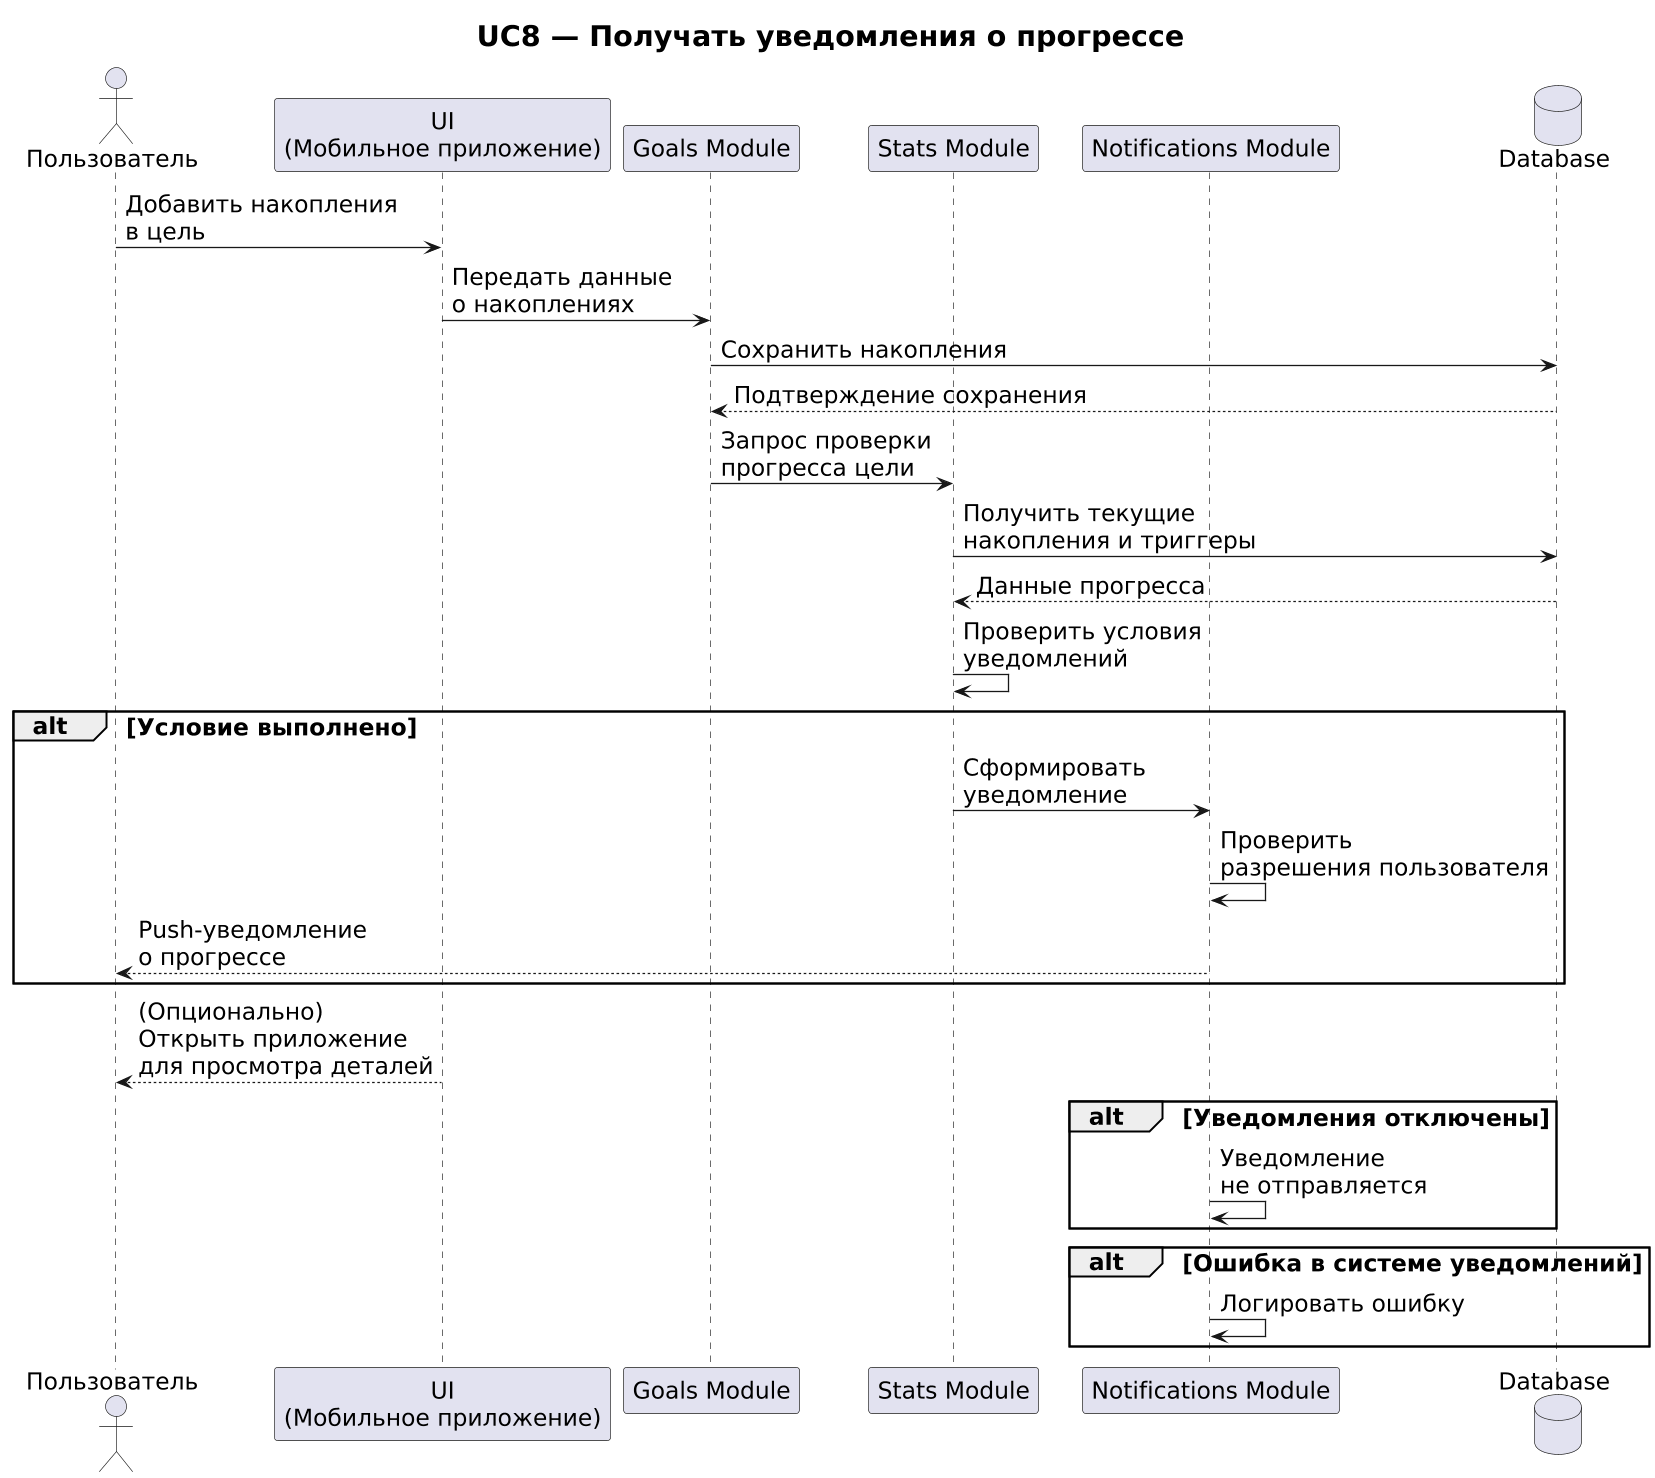 UC8 — Получать уведомления о прогрессе
Пользователь
UI
(Мобильное приложение)
Goals Module
Stats Module
Notifications Module
Database
Добавить накопления
в цель
Передать данные
о накоплениях
Сохранить накопления
Подтверждение сохранения
Запрос проверки
прогресса цели
Получить текущие
накопления и триггеры
Данные прогресса
Проверить условия
уведомлений
alt
[Условие выполнено]
Сформировать
уведомление
Проверить
разрешения пользователя
Push-уведомление
о прогрессе
(Опционально)
Открыть приложение
для просмотра деталей
alt
[Уведомления отключены]
Уведомление
не отправляется
alt
[Ошибка в системе уведомлений]
Логировать ошибку
Пользователь
UI
(Мобильное приложение)
Goals Module
Stats Module
Notifications Module
Database